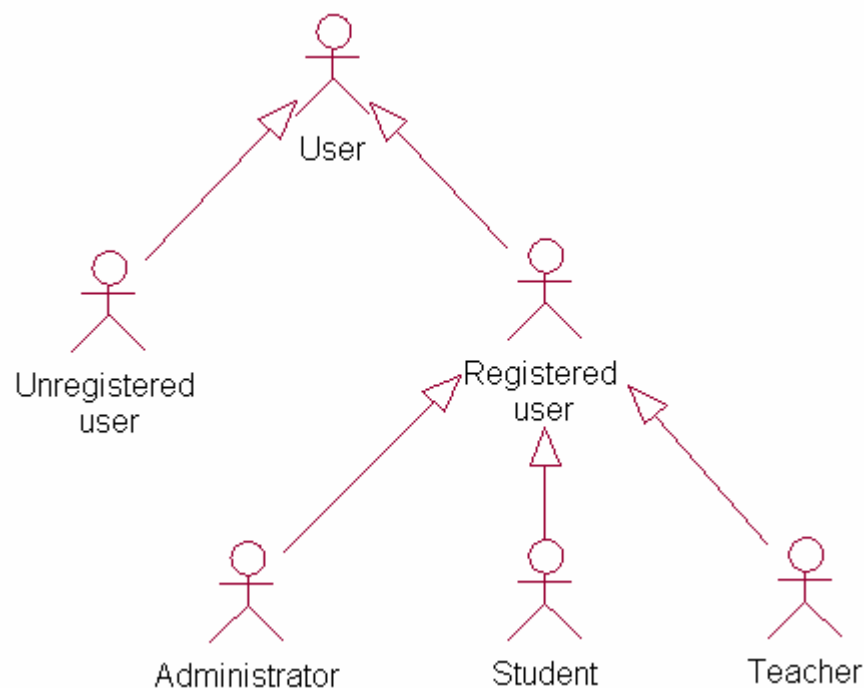 User
Unregistered
user
Registered
user
Administrator
Student
Teacher